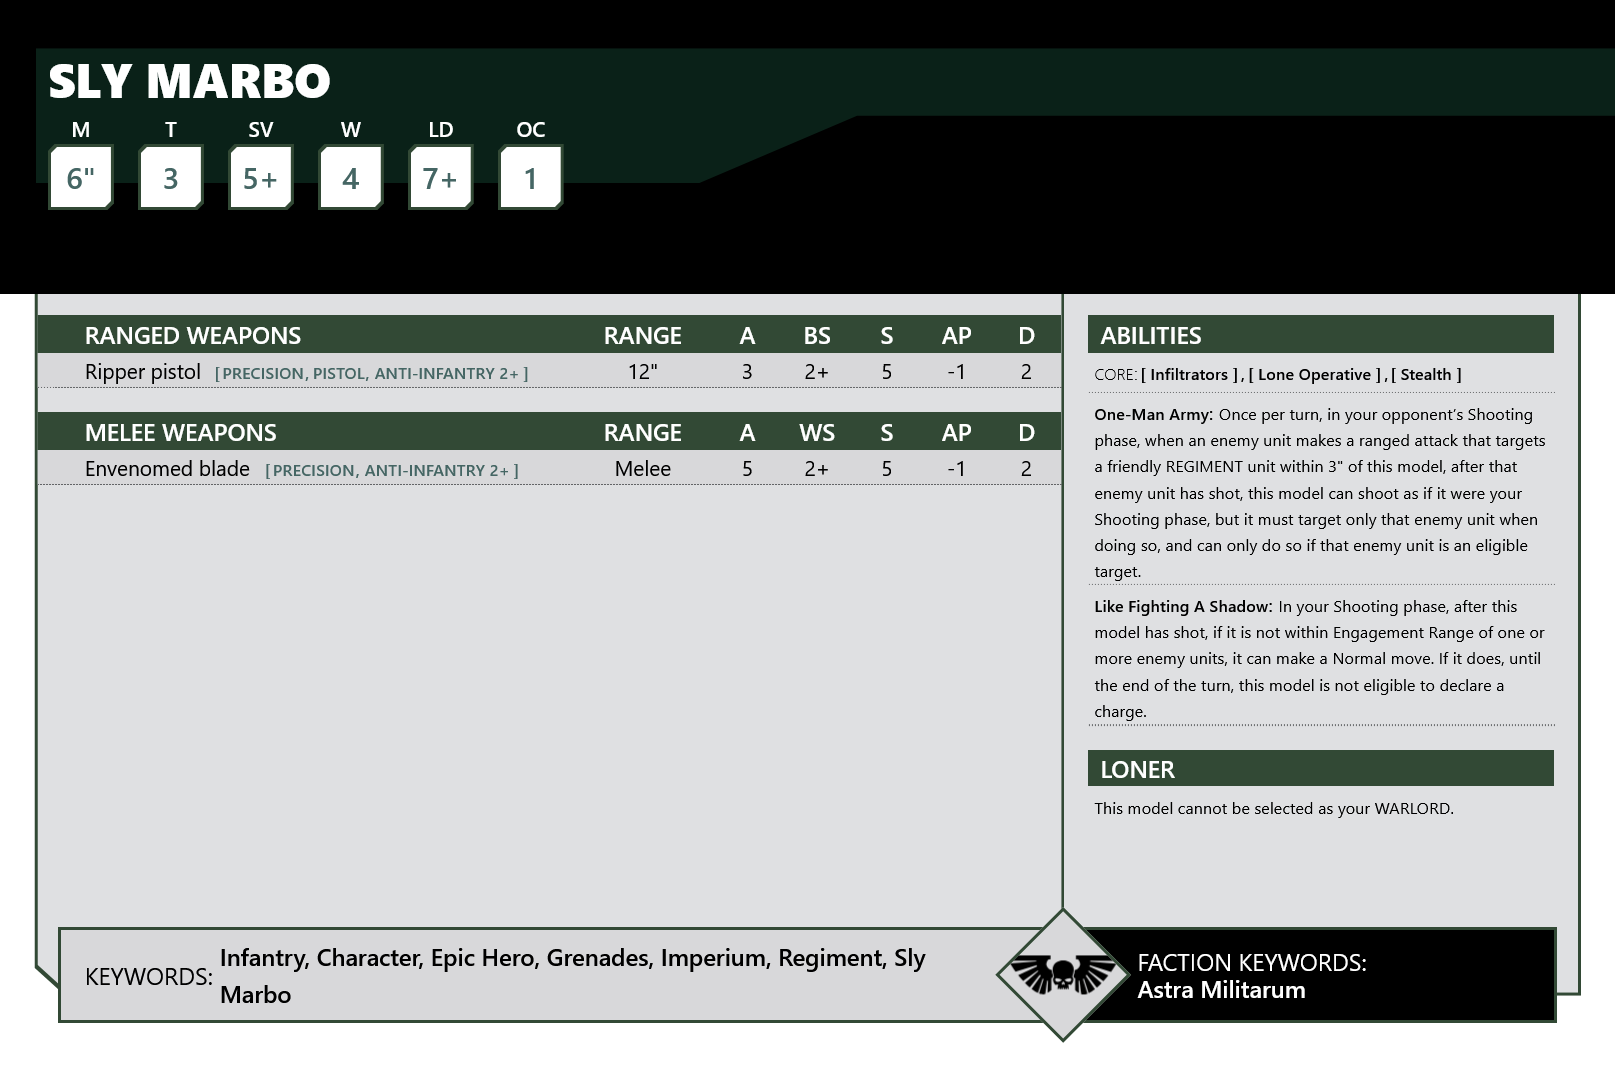 SLY MARBO
M T SV W LD OC
6" 3 5+ 4 7+ 1
RANGED WEAPONS RANGE A BS S AP D
Ripper pistol [PRECISION, PISTOL, ANTI-INFANTRY 2+] 12" 3 2+ 5 -1 2
MELEE WEAPONS RANGE A WS S AP D
Envenomed blade [PRECISION, ANTI-INFANTRY 2+] Melee 5 2+ 5 -1 2
ABILITIES
CORE: [ Infiltrators ] , [ Lone Operative ] , [ Stealth ]
One-Man Army: Once per turn, in your opponent's Shooting
phase, when an enemy unit makes a ranged attack that targets
a friendly REGIMENT unit within 3" of this model, after that
enemy unit has shot, this model can shoot as if it were your
Shooting phase, but it must target only that enemy unit when
doing so, and can only do so if that enemy unit is an eligible
target.
Like Fighting A Shadow: In your Shooting phase, after this
model has shot, if it is not within Engagement Range of one or
more enemy units, it can make a Normal move. If it does, until
the end of the turn, this model is not eligible to declare a
charge.
LONER
This model cannot be selected as your WARLORD.
KEYWORDS: Infantry, Character, Epic Hero, Grenades, Imperium, Regiment, Sly
Marbo
FACTION KEYWORDS:
Astra Militarum